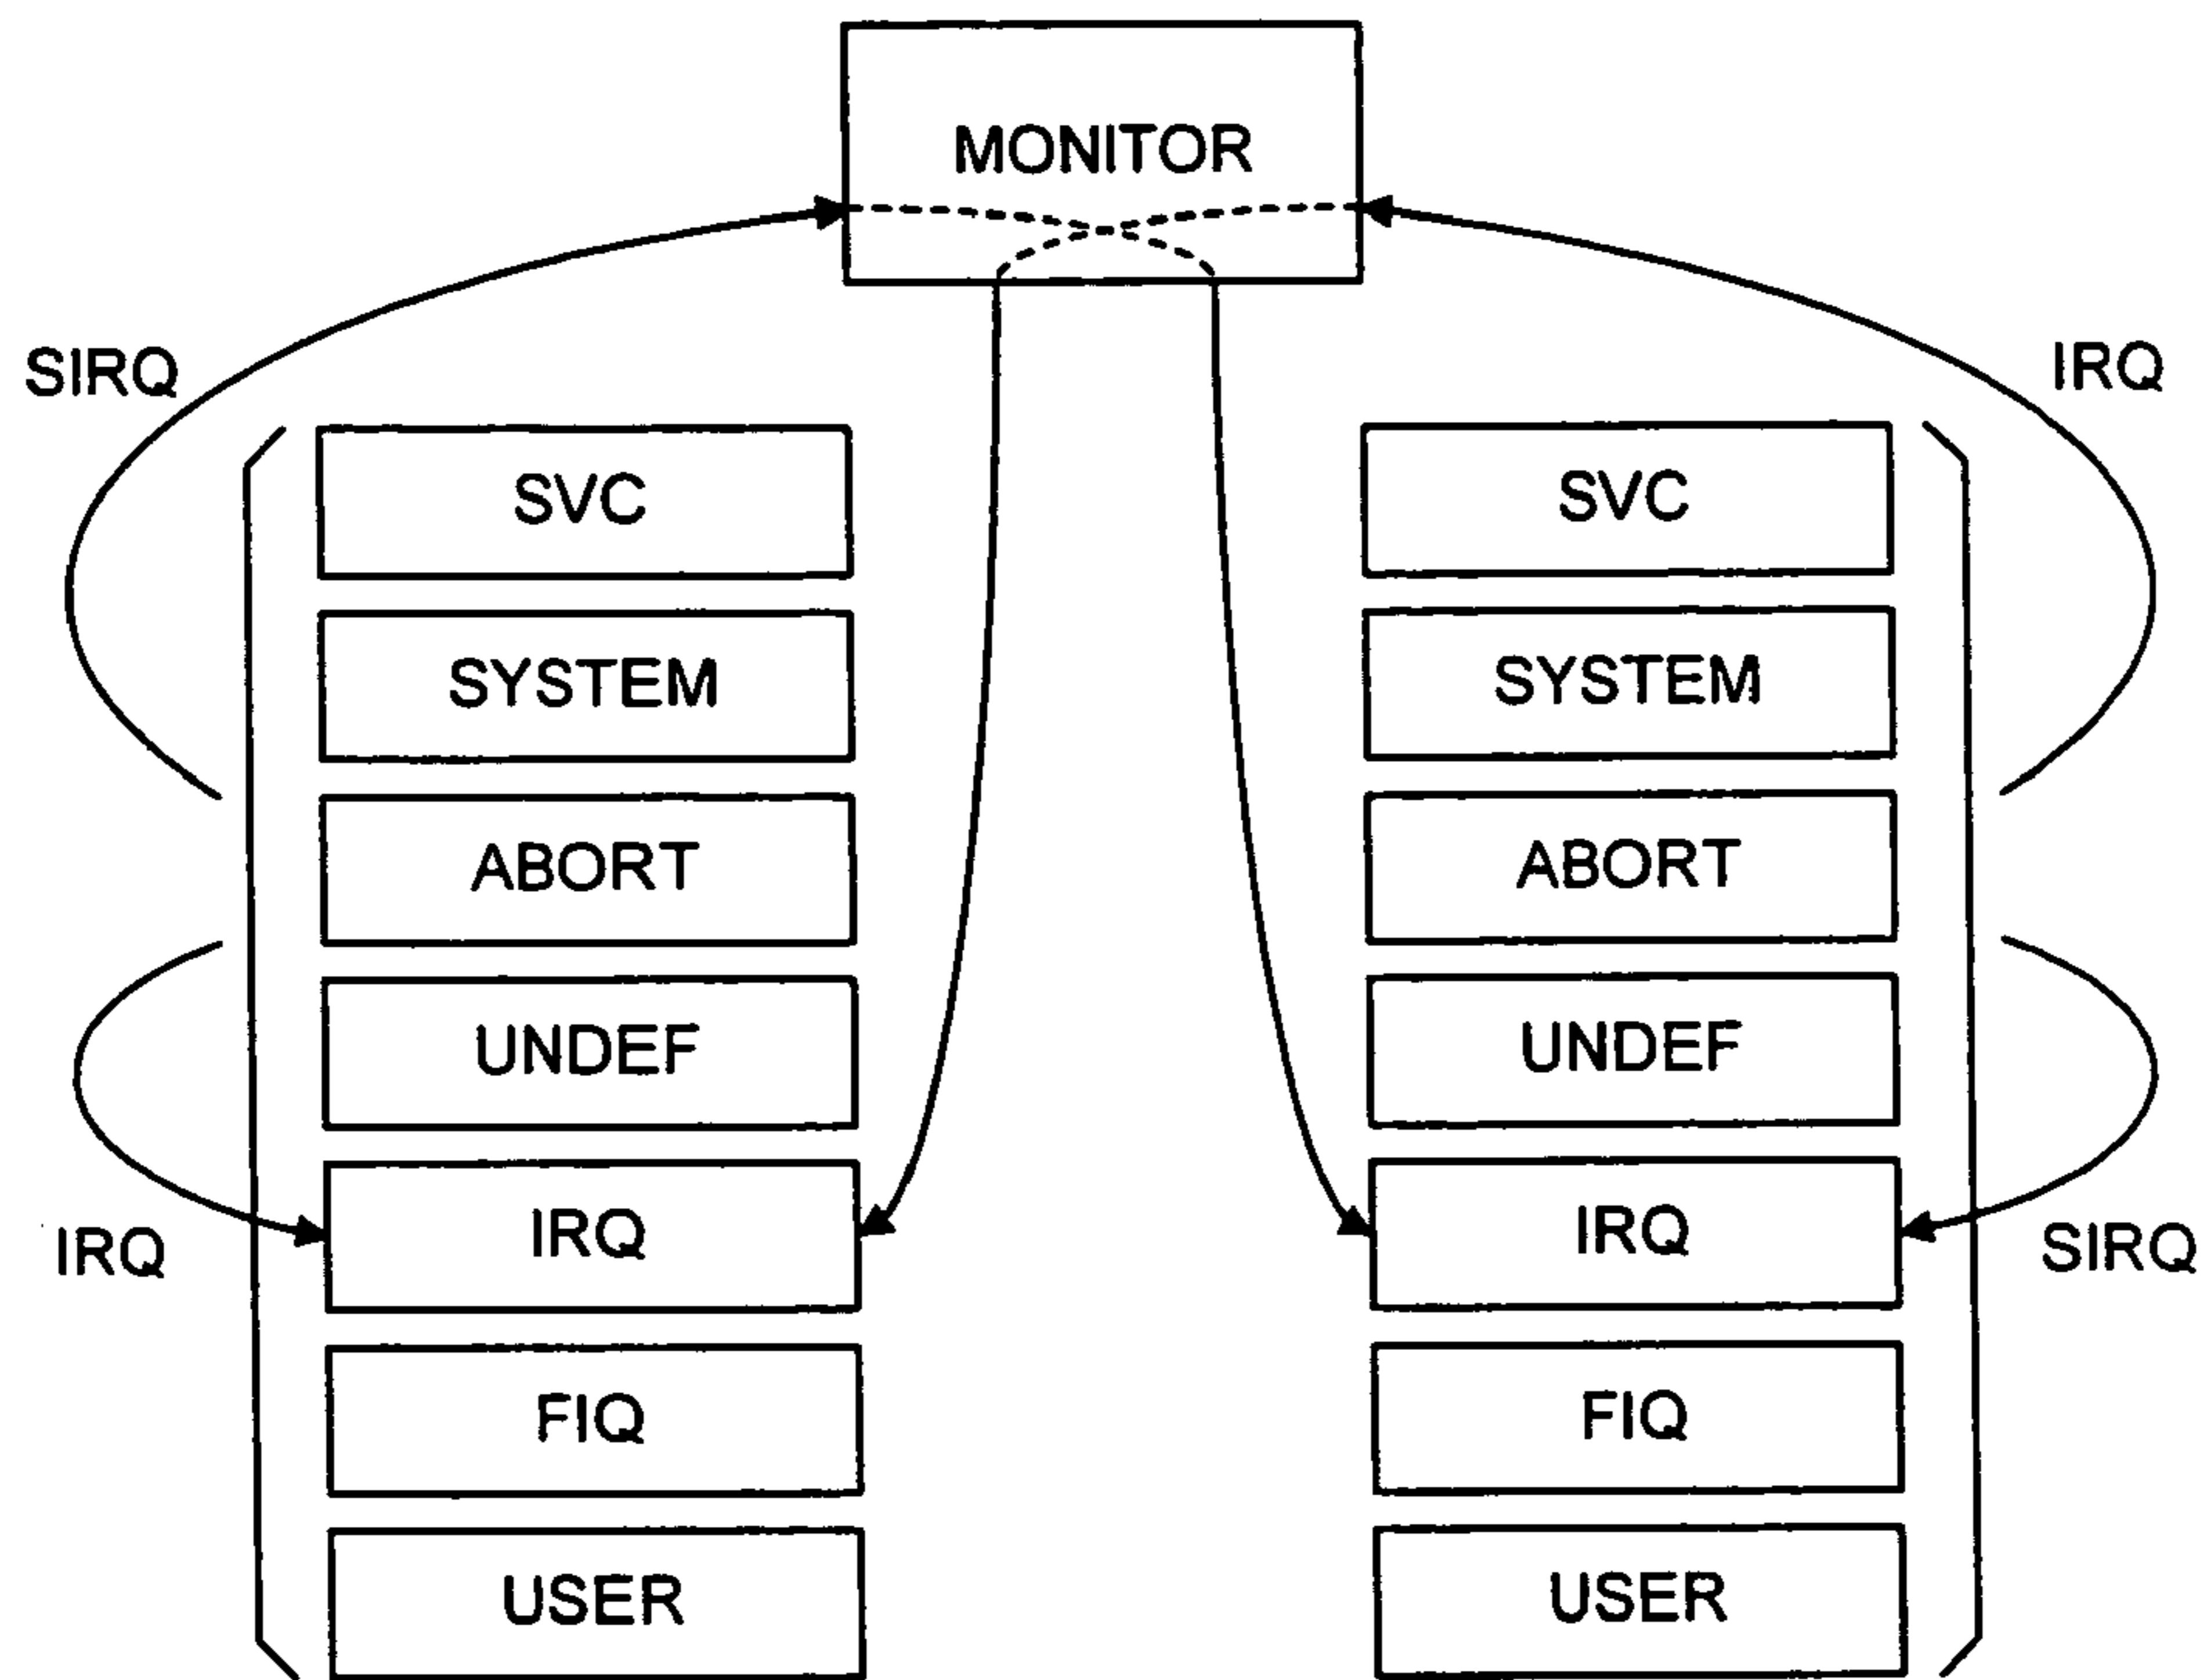 MONITOR
SIRQ
IRQ
SVC
SVC
SYSTEM
SYSTEM
ABORT
ABORT
UNDEF
UNDEF
IRQ
IRQ
IRQ
SIRQ
FIQ
FIQ
USER
USER